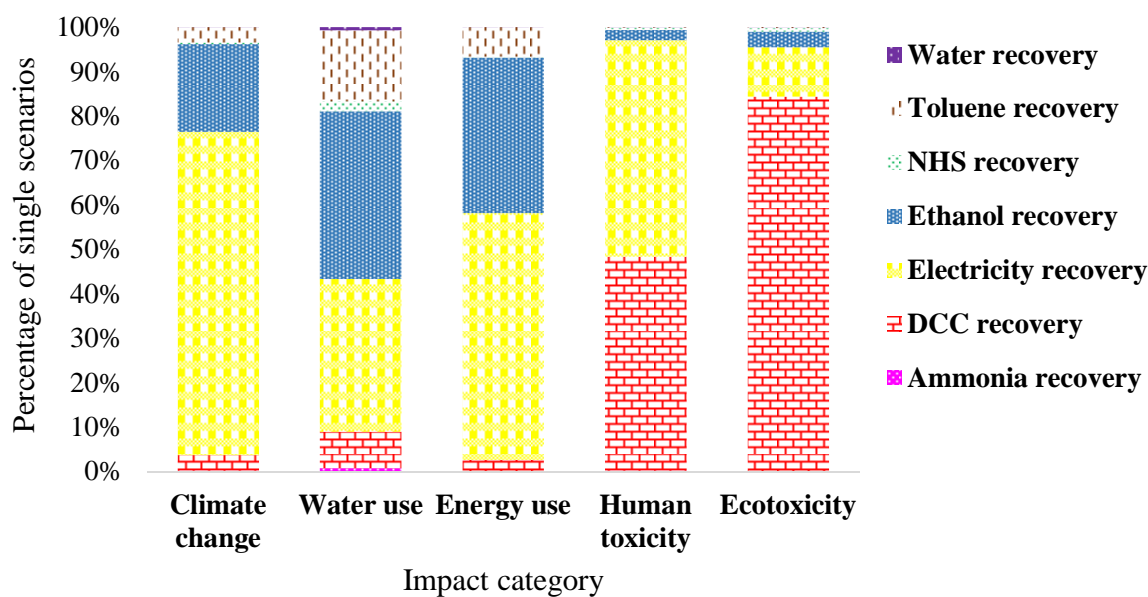 Percentage of single scenarios
100%
90%
80%
70%
60%
50%
40%
30%
20%
10%
0%
Climate
change
Water use
Energy use
Human
toxicity
Ecotoxicity
Impact category
Water recovery
Toluene recovery
NHS recovery
Ethanol recovery
Electricity recovery
DCC recovery
Ammonia recovery